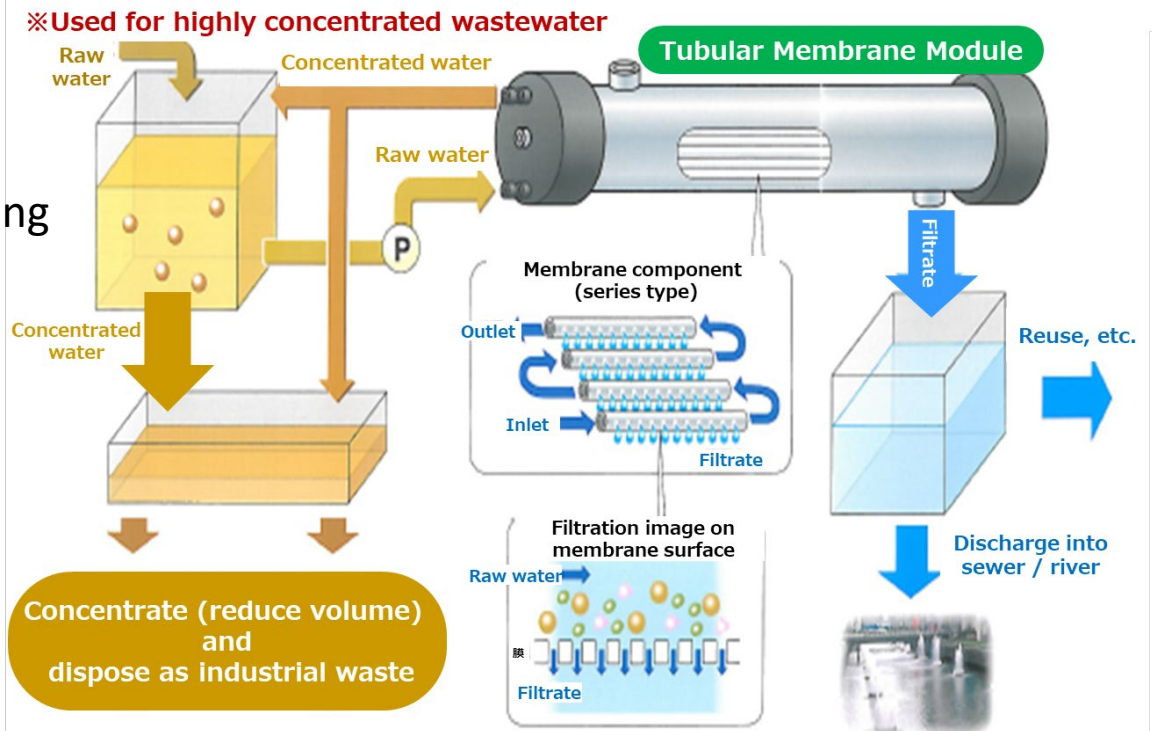 ※Used for highly concentrated wastewater
Raw
water
Concentrated water
Tubular Membrane Module
Raw water
ng
P
Filtrate
Membrane component
(series type)
Outlet
Inlet
Filtrate
Concentrated
water
Reuse, etc.
Filtration image on
membrane surface
Raw water
膜
Filtrate
Discharge into
sewer / river
Concentrate (reduce volume)
and
dispose as industrial waste